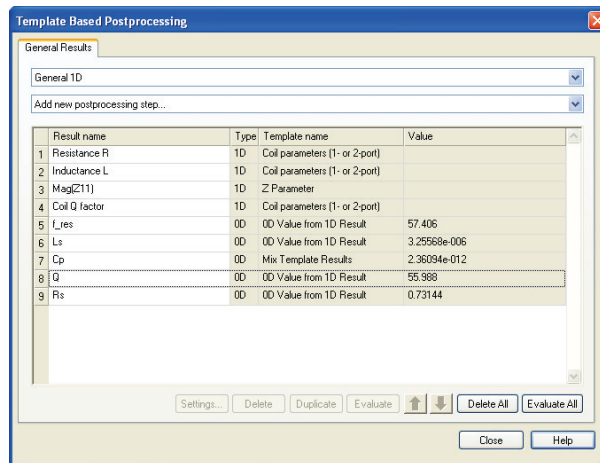 Template Based Postprocessing
General Results
General 1D
Add new postprocessing step...
Result name Type Template name Value
1 Resistance R 1D Coil parameters (1- or 2-port)
2 Inductance L 1D Coil parameters (1- or 2-port)
3 Mag(Z11) 1D Z Parameter
4 Coil Q factor 1D Coil parameters (1- or 2-port)
5 f_res 0D 0D Value from 1D Result 57.406
6 Ls 0D 0D Value from 1D Result 3.25568e-006
7 Cp 0D Mix Template Results 2.36094e-012
8 Q 0D 0D Value from 1D Result 55.988
9 Rs 0D 0D Value from 1D Result 0.73144
Settings... Delete Duplicate Evaluate Delete All Evaluate All
Close Help